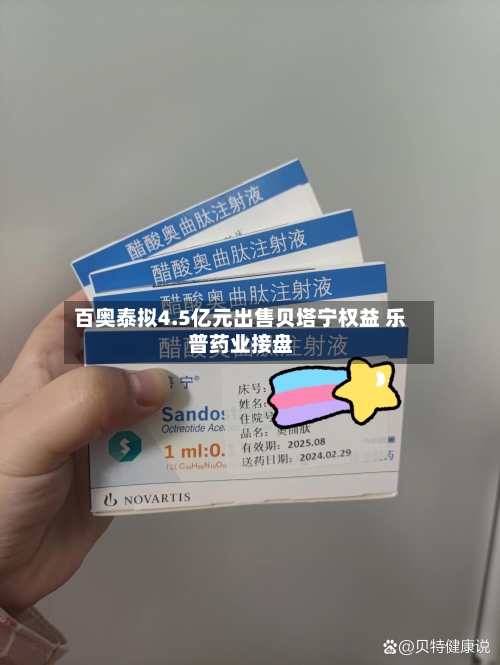 醋酸奥曲肽注射液
醋酸奥曲肽注射液
醋酸奥曲肽注射液
百奥泰拟4.5亿元出售贝塔宁权益 乐
普药业接盘
醋酸奥曲肽注射液
宁®
Octreotide
1 ml:0.
床号:
姓名:
住院号
品名: 奥曲肽
有效期: 2025.08
送药日期: 2024.02.29
NOVARTIS
@贝特健康说